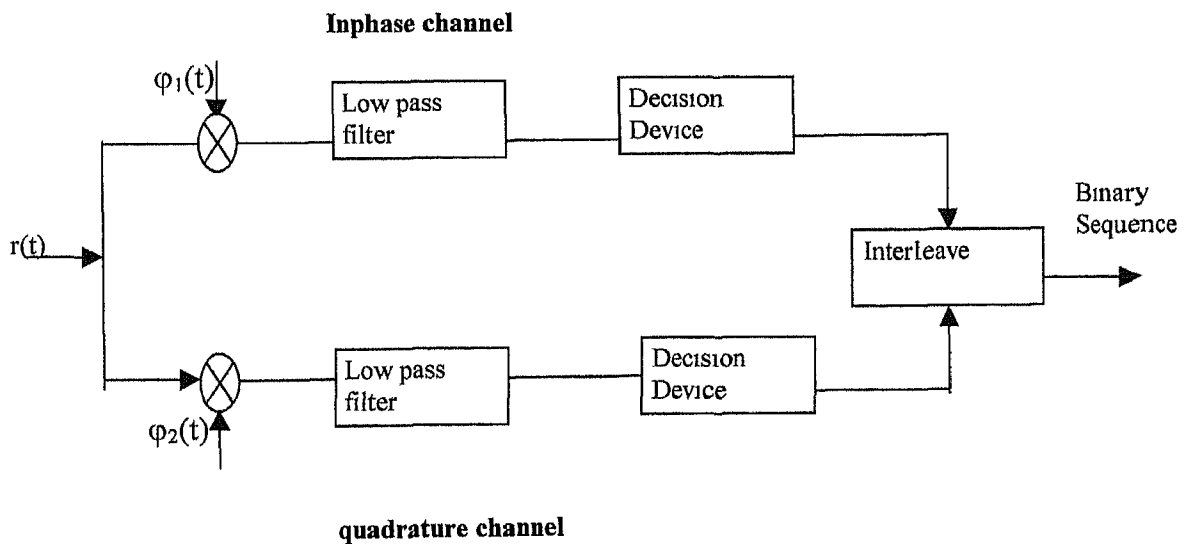 Inphase channel
φ₁(t)
Low pass
filter
Decision
Device
Binary
Sequence
r(t)
Interleave
Low pass
filter
Decision
Device
φ₂(t)
quadrature channel